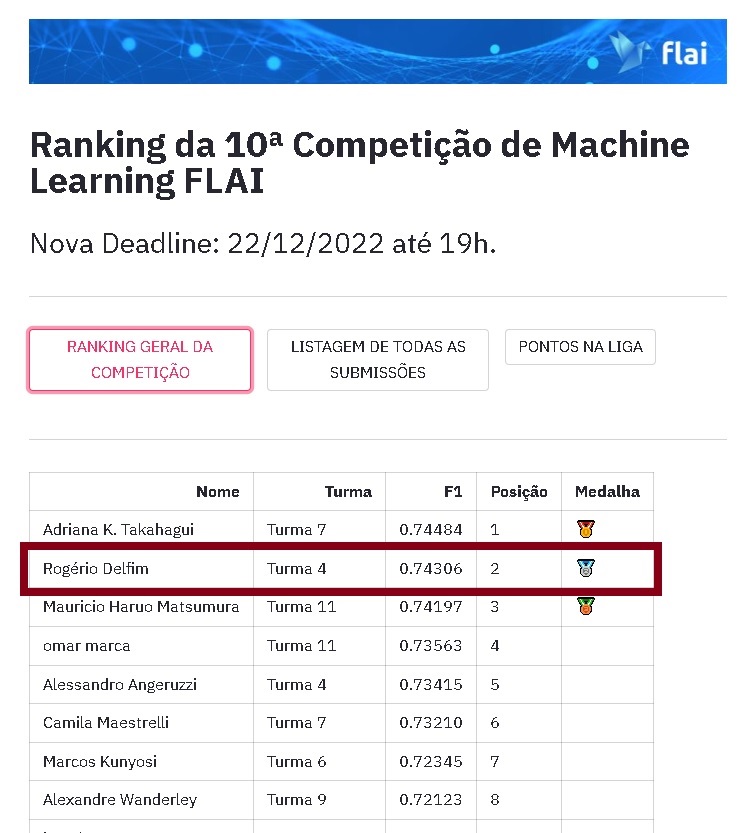 flai
Ranking da 10ª Competição de Machine
Learning FLAI
Nova Deadline: 22/12/2022 até 19h.
RANKING GERAL DA
COMPETIÇÃO
LISTAGEM DE TODAS AS
SUBMISSÕES
PONTOS NA LIGA
Nome Turma F1 Posição Medalha
Adriana K. Takahagui Turma 7 0.74484 1
Rogério Delfim Turma 4 0.74306 2
Mauricio Haruo Matsumura Turma 11 0.74197 3
omar marca Turma 11 0.73563 4
Alessandro Angeruzzi Turma 4 0.73415 5
Camila Maestrelli Turma 7 0.73210 6
Marcos Kunyosi Turma 6 0.72345 7
Alexandre Wanderley Turma 9 0.72123 8